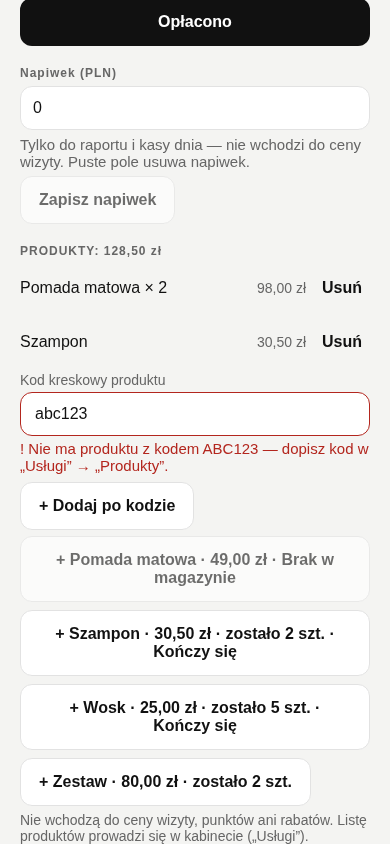 Opłacono
Napiwek (PLN)
0
Tylko do raportu i kasy dnia — nie wchodzi do ceny
wizyty. Puste pole usuwa napiwek.
Zapisz napiwek
PRODUKTY: 128,50 zł
Pomada matowa × 2 98,00 zł Usuń
Szampon 30,50 zł Usuń
Kod kreskowy produktu
abc123
! Nie ma produktu z kodem ABC123 — dopisz kod w
„Usługi” → „Produkty”.
+ Dodaj po kodzie
+ Pomada matowa · 49,00 zł · Brak w
magazynie
+ Szampon · 30,50 zł · zostało 2 szt. ·
Kończy się
+ Wosk · 25,00 zł · zostało 5 szt. ·
Kończy się
+ Zestaw · 80,00 zł · zostało 2 szt.
Nie wchodzą do ceny wizyty, punktów ani rabatów. Listę
produktów prowadzi się w kabinecie („Usługi”).